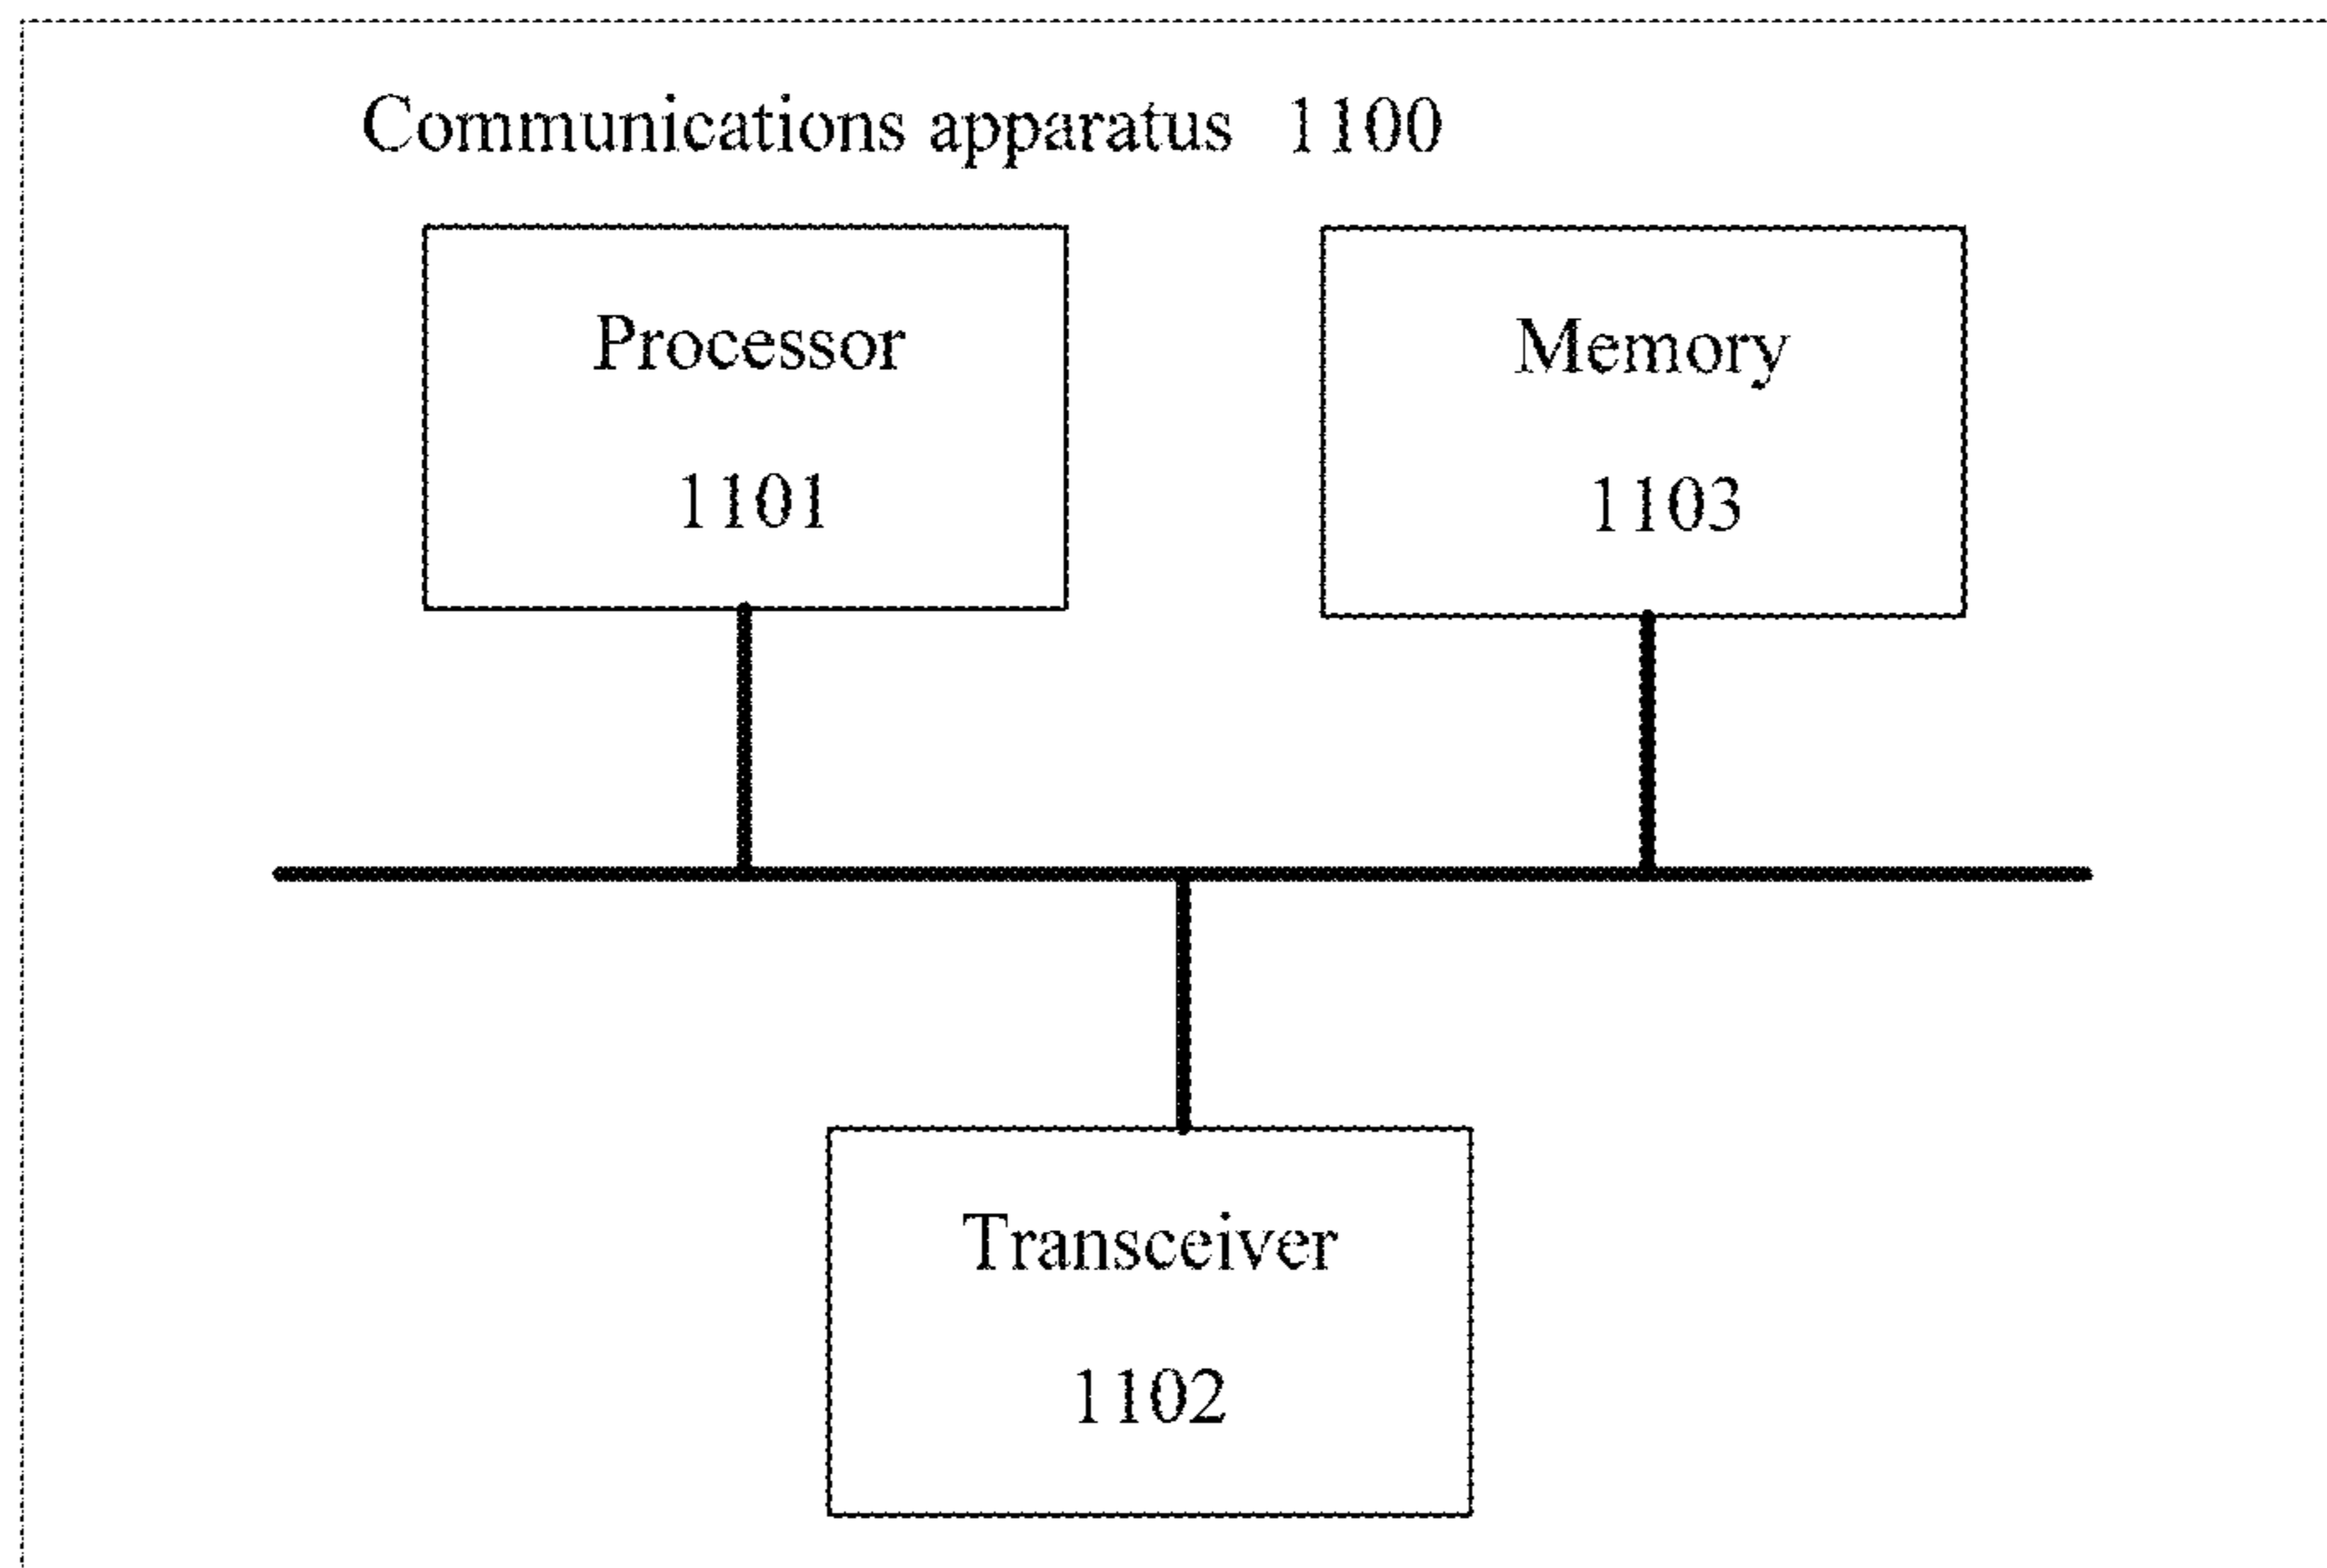 Communications apparatus 1100
Processor
1101
Memory
1103
Transceiver
1102